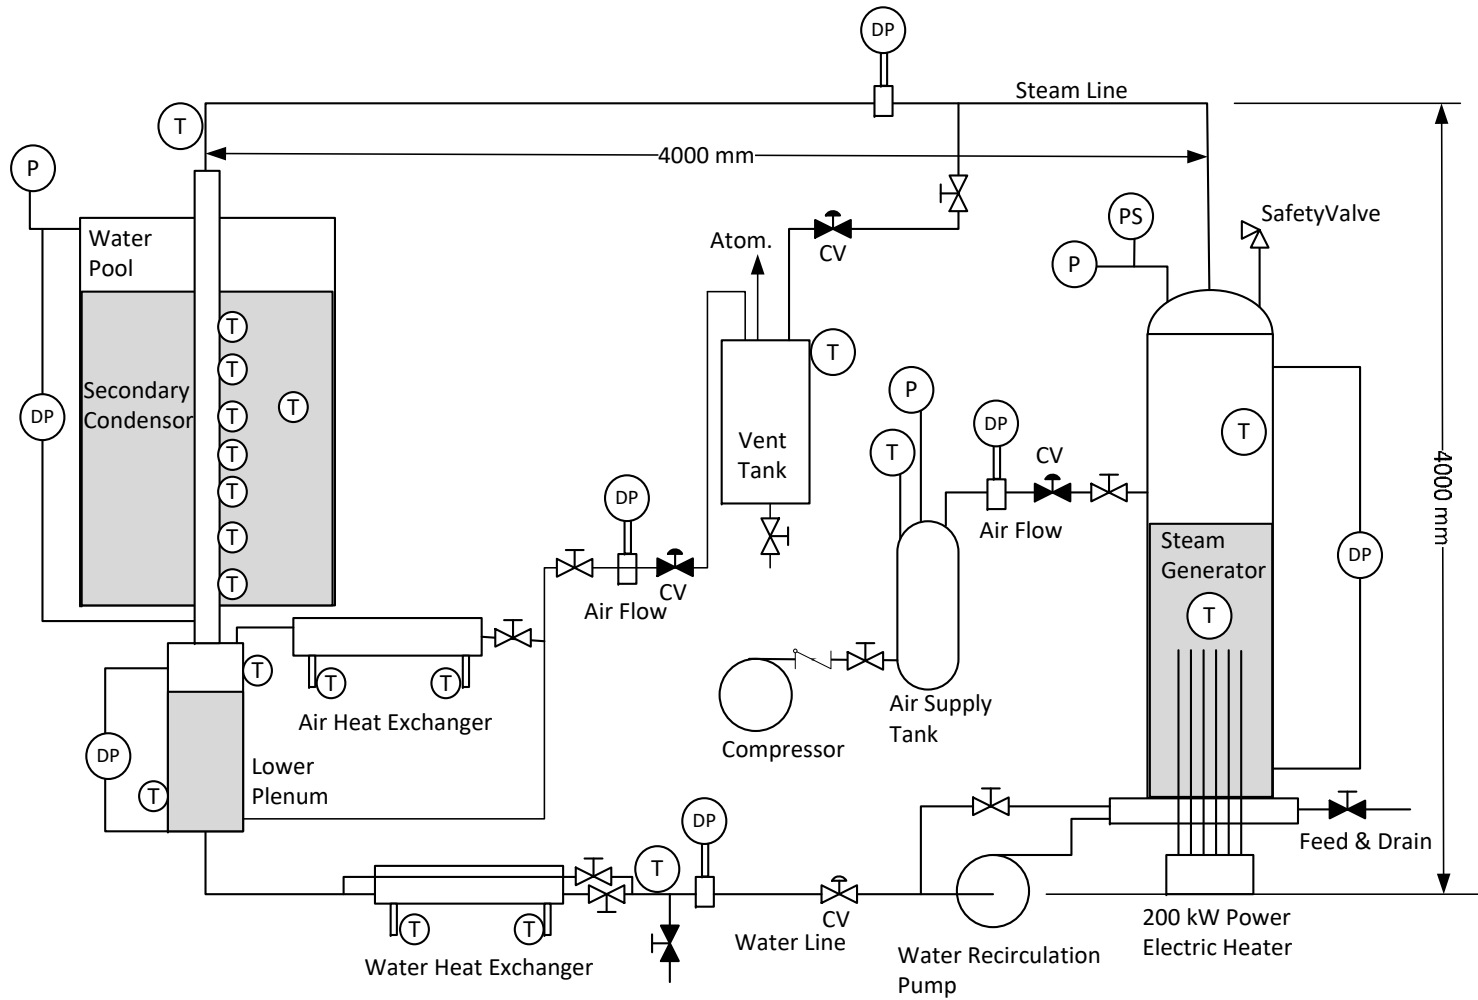 DP
Steam Line
T
4000 mm
P
PS
SafetyValve
Water
Pool
Atom.
CV
P
T
T
P
Secondary
Condensor
T
T
DP
T
T
T
T
T
Vent
Tank
T
DP
CV
T
4000 mm
DP
Air Flow
CV
Air Flow
Steam
Generator
DP
T
T
T
T
T
Air Heat Exchanger
Compressor
Air Supply
Tank
DP
Lower
Plenum
T
DP
T
Feed & Drain
T
T
CV
Water Line
Water Heat Exchanger
Water Recirculation
Pump
200 kW Power
Electric Heater